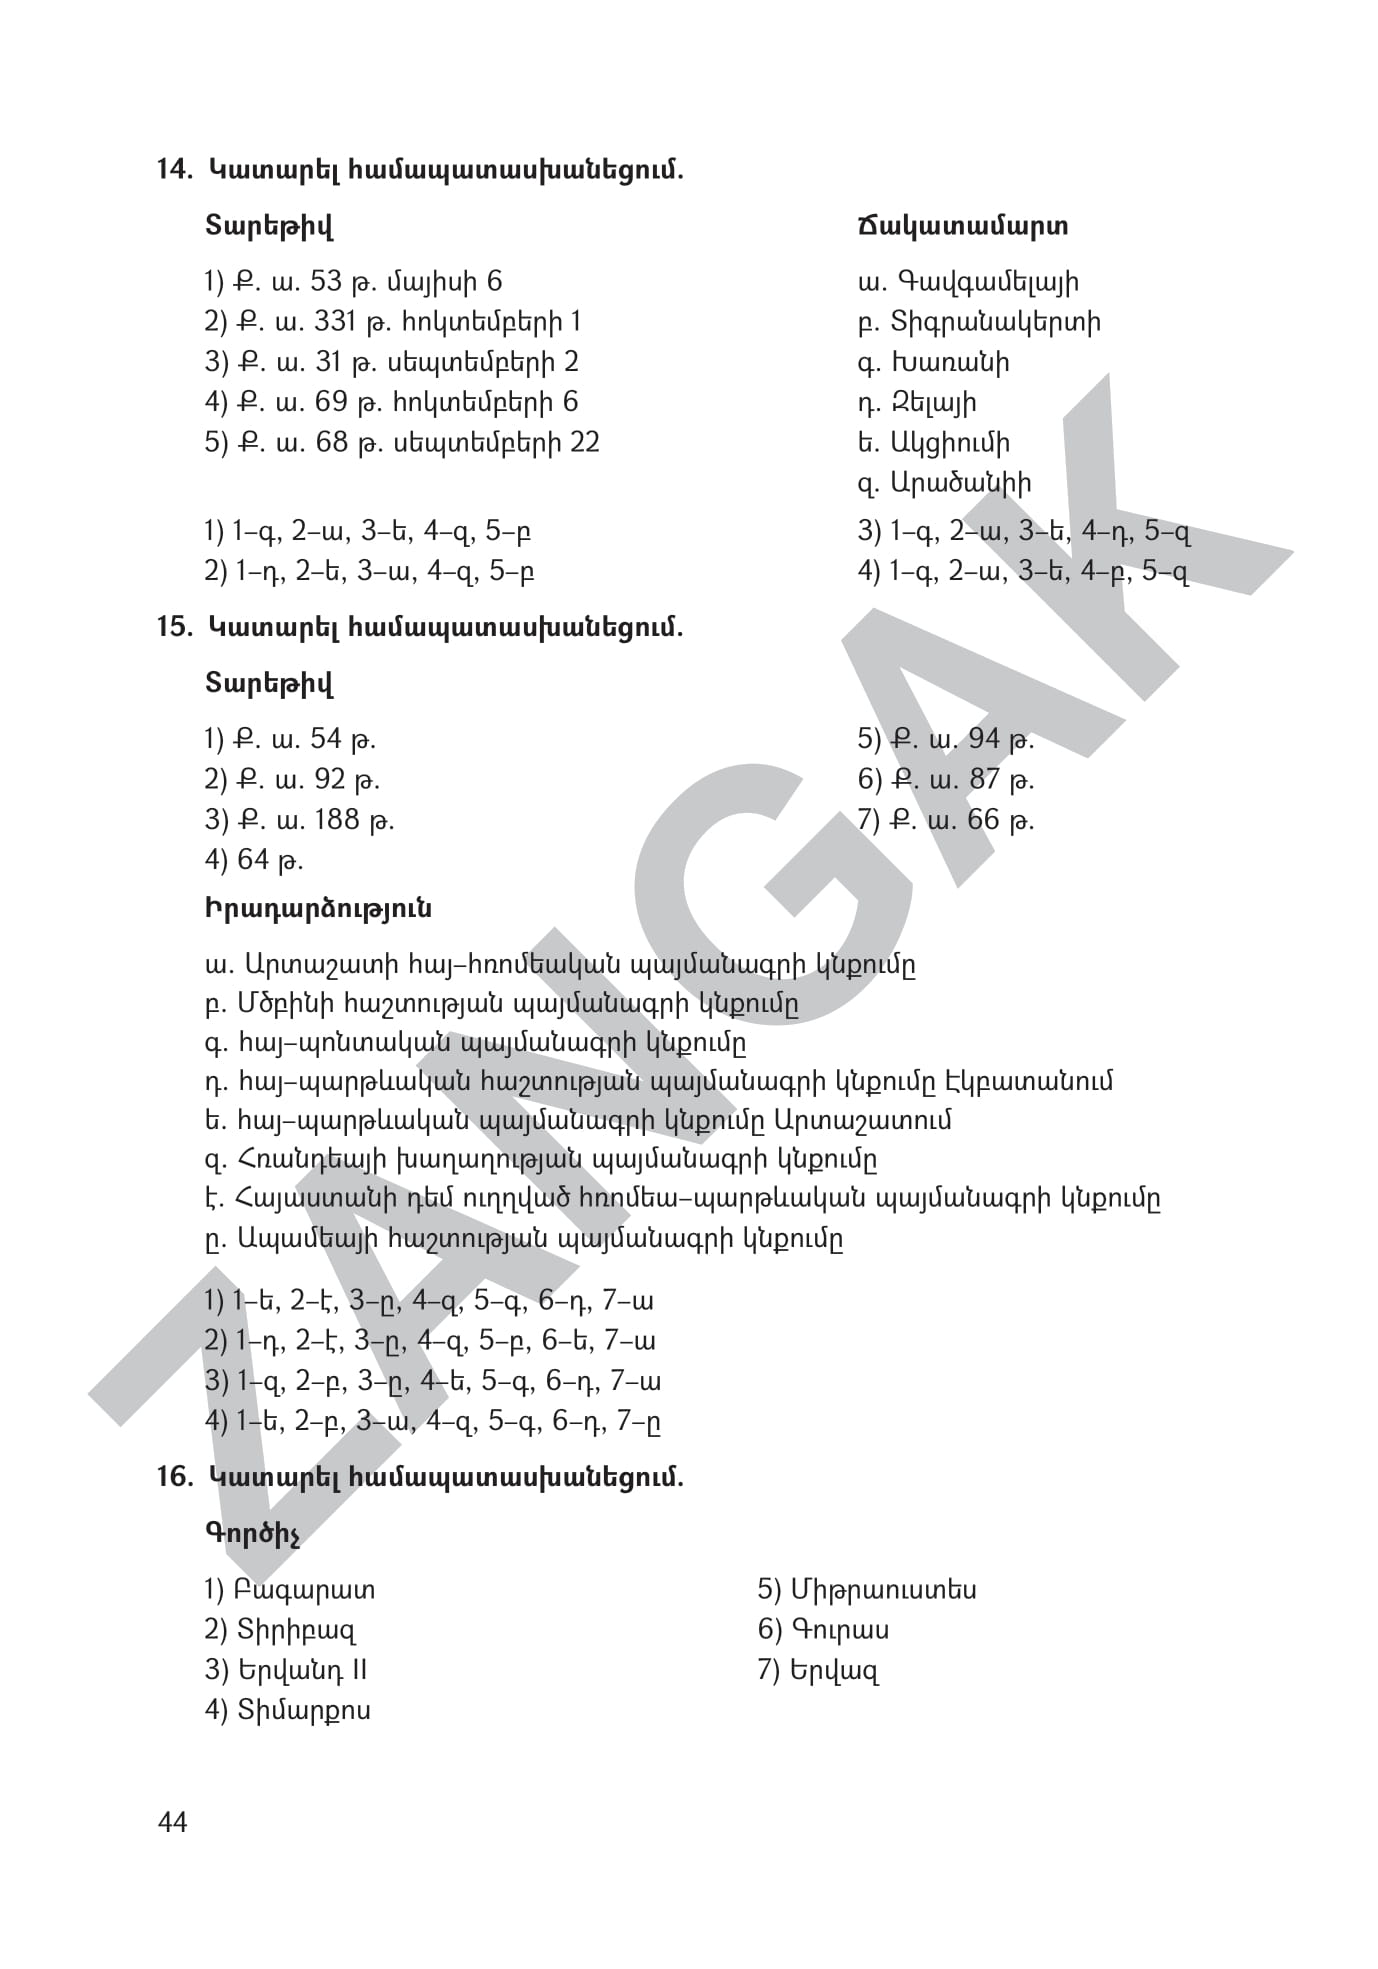 14. Կատարել համապատասխանեցում.
Տարեթիվ
Ճակատամարտ
1) Ք. ա. 53 թ. մայիսի 6
ա. Գավգամելայի
2) Ք. ա. 331 թ. հոկտեմբերի 1
բ. Տիգրանակերտի
3) Ք. ա. 31 թ. սեպտեմբերի 2
գ. Խառանի
4) Ք. ա. 69 թ. հոկտեմբերի 6
դ. Զելայի
5) Ք. ա. 68 թ. սեպտեմբերի 22
ե. Ակցիումի
զ. Արածանիի
1) 1–գ, 2–ա, 3–ե, 4–զ, 5–բ
3) 1–գ, 2–ա, 3–ե, 4–դ, 5–զ
2) 1–դ, 2–ե, 3–ա, 4–զ, 5–բ
4) 1–գ, 2–ա, 3–ե, 4–բ, 5–զ
15. Կատարել համապատասխանեցում.
Տարեթիվ
1) Ք. ա. 54 թ.
5) Ք. ա. 94 թ.
2) Ք. ա. 92 թ.
6) Ք. ա. 87 թ.
3) Ք. ա. 188 թ.
7) Ք. ա. 66 թ.
4) 64 թ.
Իրադարձություն
ա. Արտաշատի հայ–հռոմեական պայմանագրի կնքումը
բ. Մծբինի հաշտության պայմանագրի կնքումը
գ. հայ–պոնտական պայմանագրի կնքումը
դ. հայ–պարթևական հաշտության պայմանագրի կնքումը Էկբատանում
ե. հայ–պարթևական պայմանագրի կնքումը Արտաշատում
զ. Հռանդեայի խաղաղության պայմանագրի կնքումը
է. Հայաստանի դեմ ուղղված հռոմեա–պարթևական պայմանագրի կնքումը
ը. Ապամեայի հաշտության պայմանագրի կնքումը
1) 1–ե, 2–է, 3–ը, 4–զ, 5–գ, 6–դ, 7–ա
2) 1–դ, 2–է, 3–ը, 4–զ, 5–բ, 6–ե, 7–ա
3) 1–զ, 2–բ, 3–ը, 4–ե, 5–գ, 6–դ, 7–ա
4) 1–ե, 2–բ, 3–ա, 4–զ, 5–գ, 6–դ, 7–ը
16. Կատարել համապատասխանեցում.
Գործիչ
1) Բագարատ
5) Միթրաուստես
2) Տիրիբազ
6) Գուրաս
3) Երվանդ II
7) Երվազ
4) Տիմարքոս
44
ZANGAK